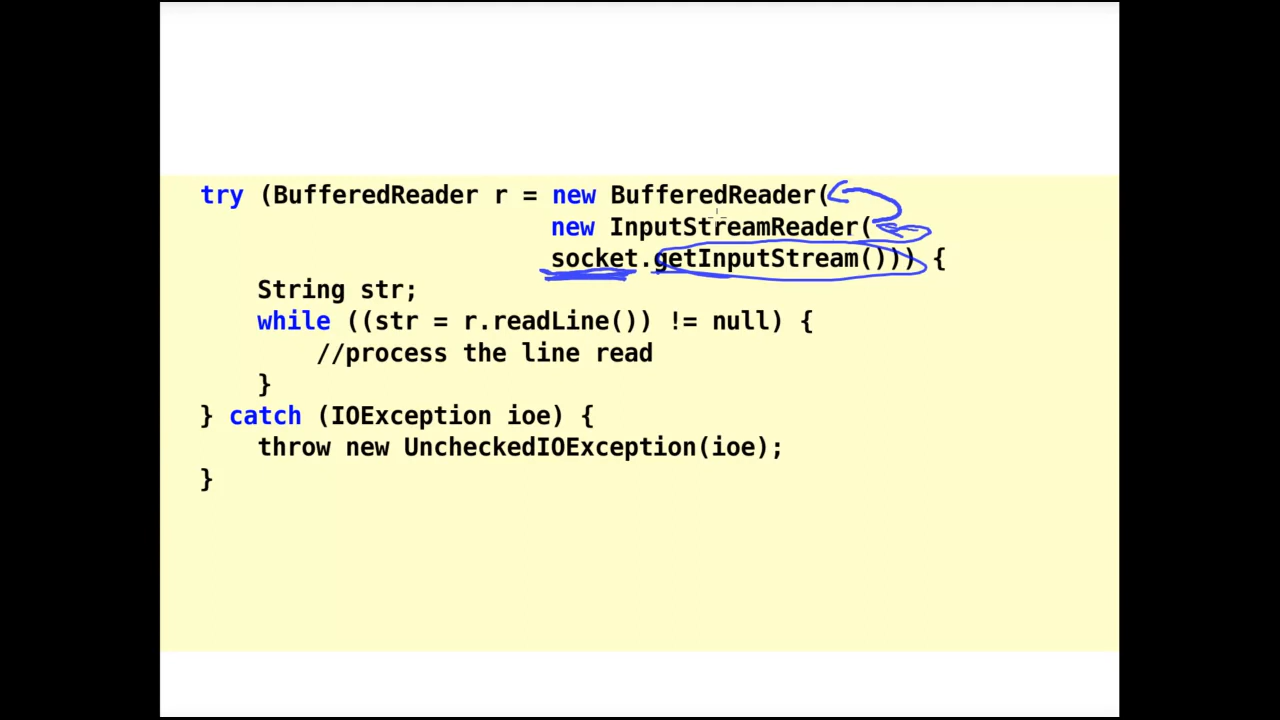 try (BufferedReader r = new BufferedReader(
new InputStreamReader(
socket.getInputStream())) {
String str;
while ((str = r.readLine()) != null) {
//process the line read
}
} catch (IOException ioe) {
throw new UncheckedIOException(ioe);
}